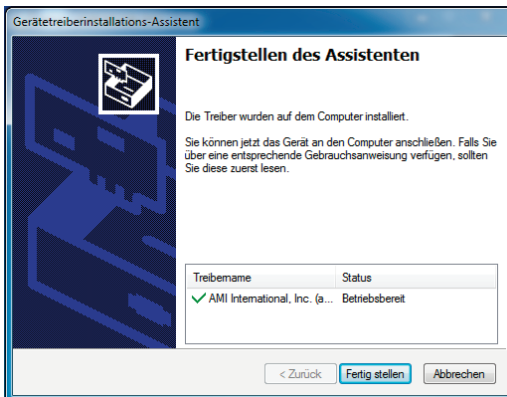 Gerätetreiberinstallations-Assistent
Fertigstellen des Assistenten
Die Treiber wurden auf dem Computer installiert.
Sie können jetzt das Gerät an den Computer anschließen. Falls Sie
über eine entsprechende Gebrauchsanweisung verfügen, sollten
Sie diese zuerst lesen.
Treibername Status
AMI International, Inc. (a... Betriebsbereit
< Zurück Fertig stellen Abbrechen